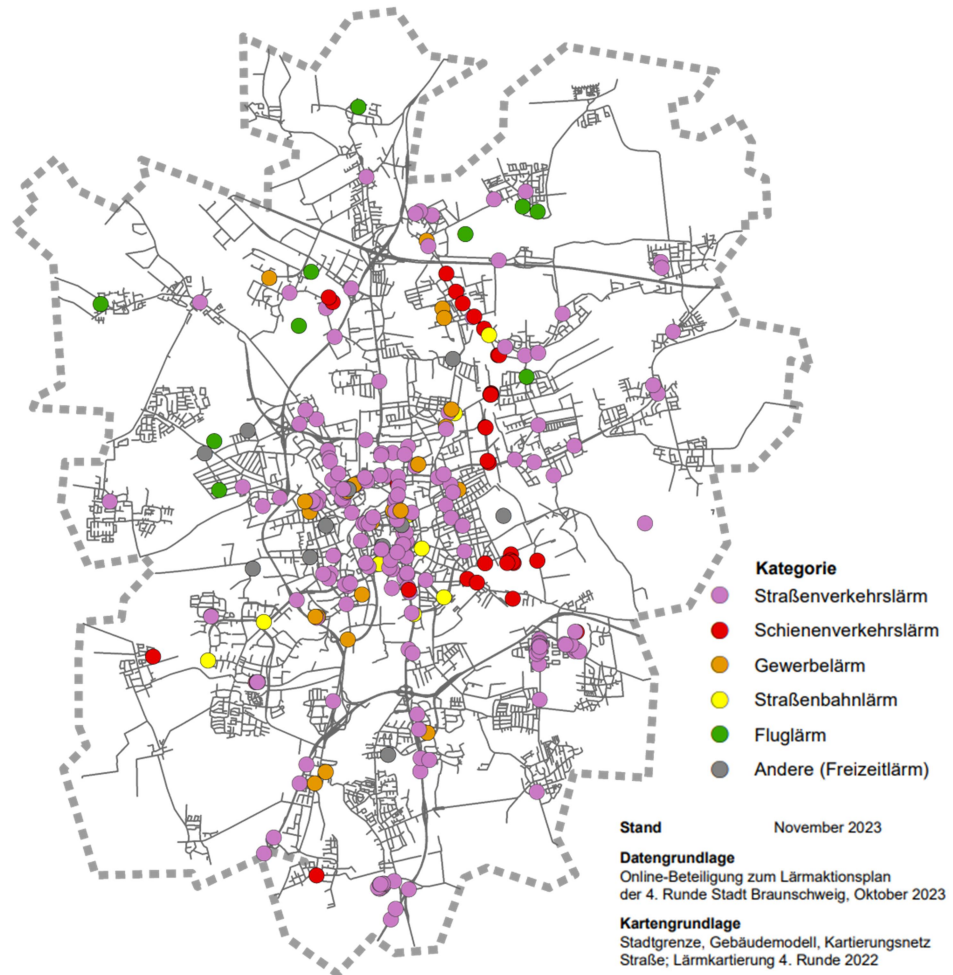 Kategorie
Straßenverkehrslärm
Schienenverkehrslärm
Gewerbelärm
Straßenbahnlärm
Fluglärm
Andere (Freizeitlärm)
Stand November 2023
Datengrundlage
Online-Beteiligung zum Lärmaktionsplan
der 4. Runde Stadt Braunschweig, Oktober 2023
Kartengrundlage
Stadtgrenze, Gebäudemodell, Kartierungsnetz
Straße; Lärmkartierung 4. Runde 2022